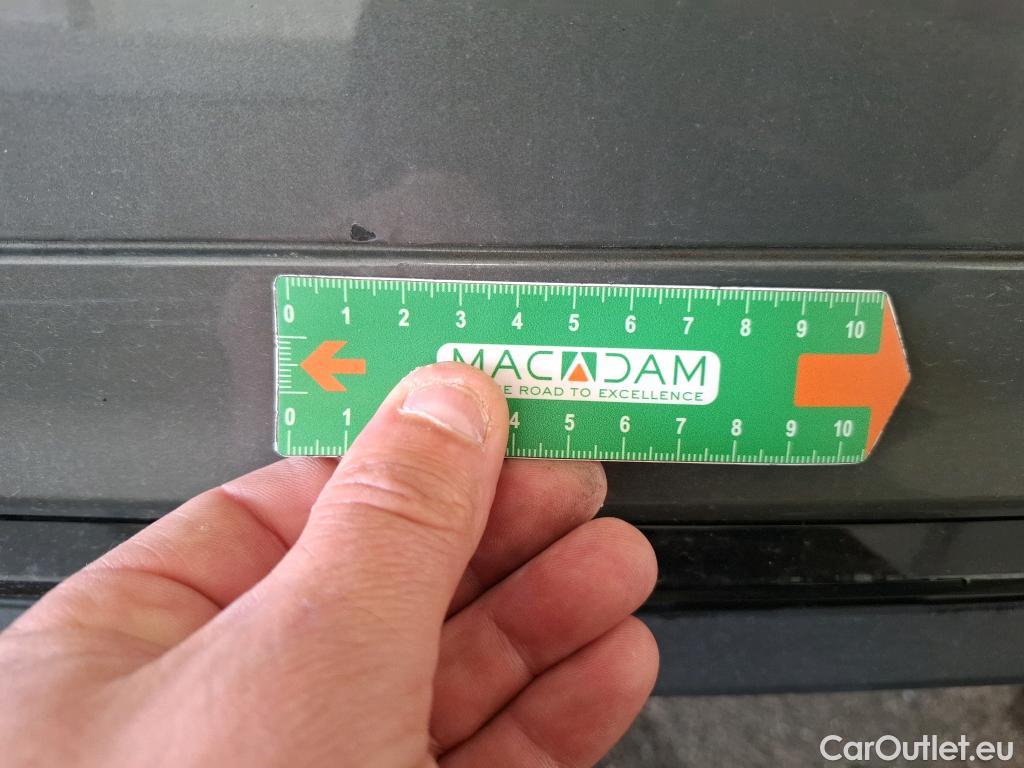 0 1 2 3 4 5 6 7 8 9 10
MACADAM
E ROAD TO EXCELLENCE
0 1 4 5 6 7 8 9 10
CarOutlet.eu